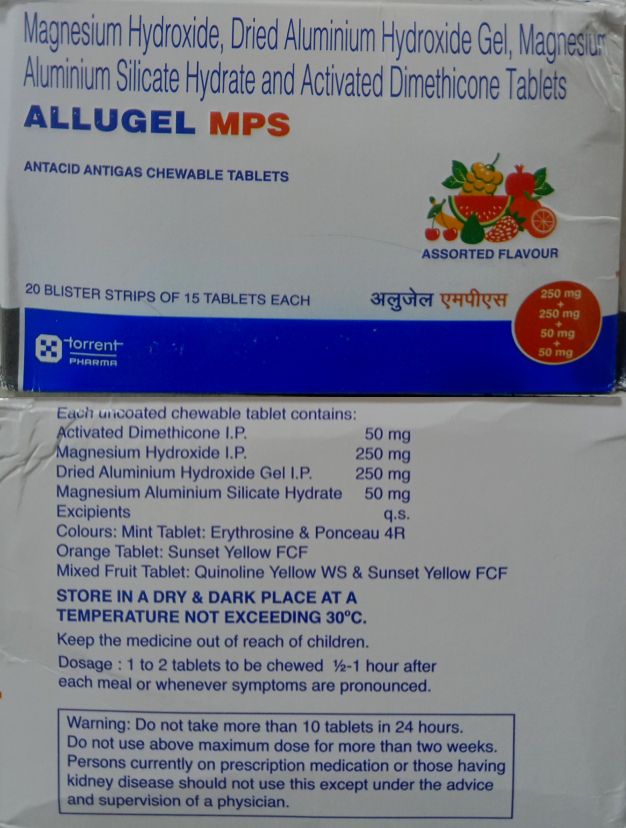 Magnesium Hydroxide, Dried Aluminium Hydroxide Gel, Magnesium
Aluminium Silicate Hydrate and Activated Dimethicone Tablets
ALLUGEL MPS
ANTACID ANTIGAS CHEWABLE TABLETS
ASSORTED FLAVOUR
20 BLISTER STRIPS OF 15 TABLETS EACH
अलुजेल एमपीएस
250 mg
+
250 mg
+
50 mg
+
50 mg
torrent
PHARMA
Each uncoated chewable tablet contains:
Activated Dimethicone I.P. 50 mg
Magnesium Hydroxide I.P. 250 mg
Dried Aluminium Hydroxide Gel I.P. 250 mg
Magnesium Aluminium Silicate Hydrate 50 mg
Excipients q.s.
Colours: Mint Tablet: Erythrosine & Ponceau 4R
Orange Tablet: Sunset Yellow FCF
Mixed Fruit Tablet: Quinoline Yellow WS & Sunset Yellow FCF
STORE IN A DRY & DARK PLACE AT A
TEMPERATURE NOT EXCEEDING 30ºC.
Keep the medicine out of reach of children.
Dosage : 1 to 2 tablets to be chewed ½-1 hour after
each meal or whenever symptoms are pronounced.
Warning: Do not take more than 10 tablets in 24 hours.
Do not use above maximum dose for more than two weeks.
Persons currently on prescription medication or those having
kidney disease should not use this except under the advice
and supervision of a physician.